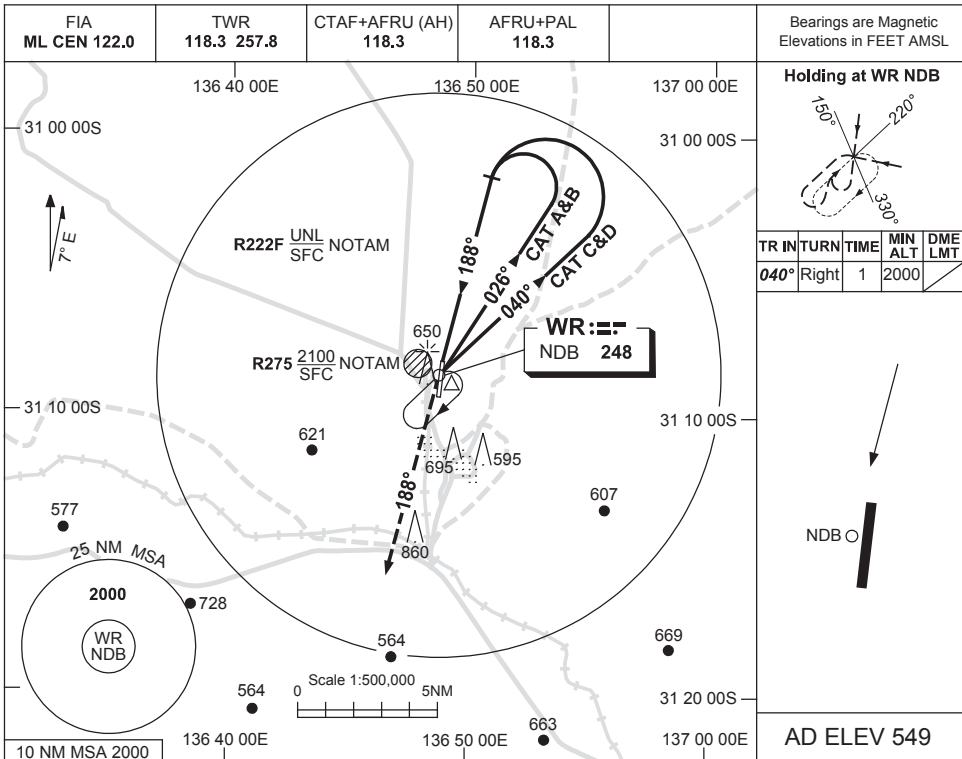 FIA
ML CEN 122.0
TWR
118.3 257.8
CTAF+AFRU (AH)
118.3
AFRU+PAL
118.3
Bearings are Magnetic
Elevations in FEET AMSL
136 40 00E
136 50 00E
137 00 00E
31 00 00S
31 00 00S
7° E
R222F UNL
SFC NOTAM
188°
026°
CAT A&B
040°
CAT C&D
WR
NDB 248
650
R275 2100
SFC NOTAM
31 10 00S
31 10 00S
621
695
595
188°
607
577
860
25 NM MSA
2000
WR
NDB
728
564
669
564
Scale 1:500,000
0 5NM
31 20 00S
663
10 NM MSA 2000
136 40 00E
136 50 00E
137 00 00E
Holding at WR NDB
150°
220°
330°
TR IN TURN TIME MIN ALT DME LMT
040° Right 1 2000
NDB
AD ELEV 549